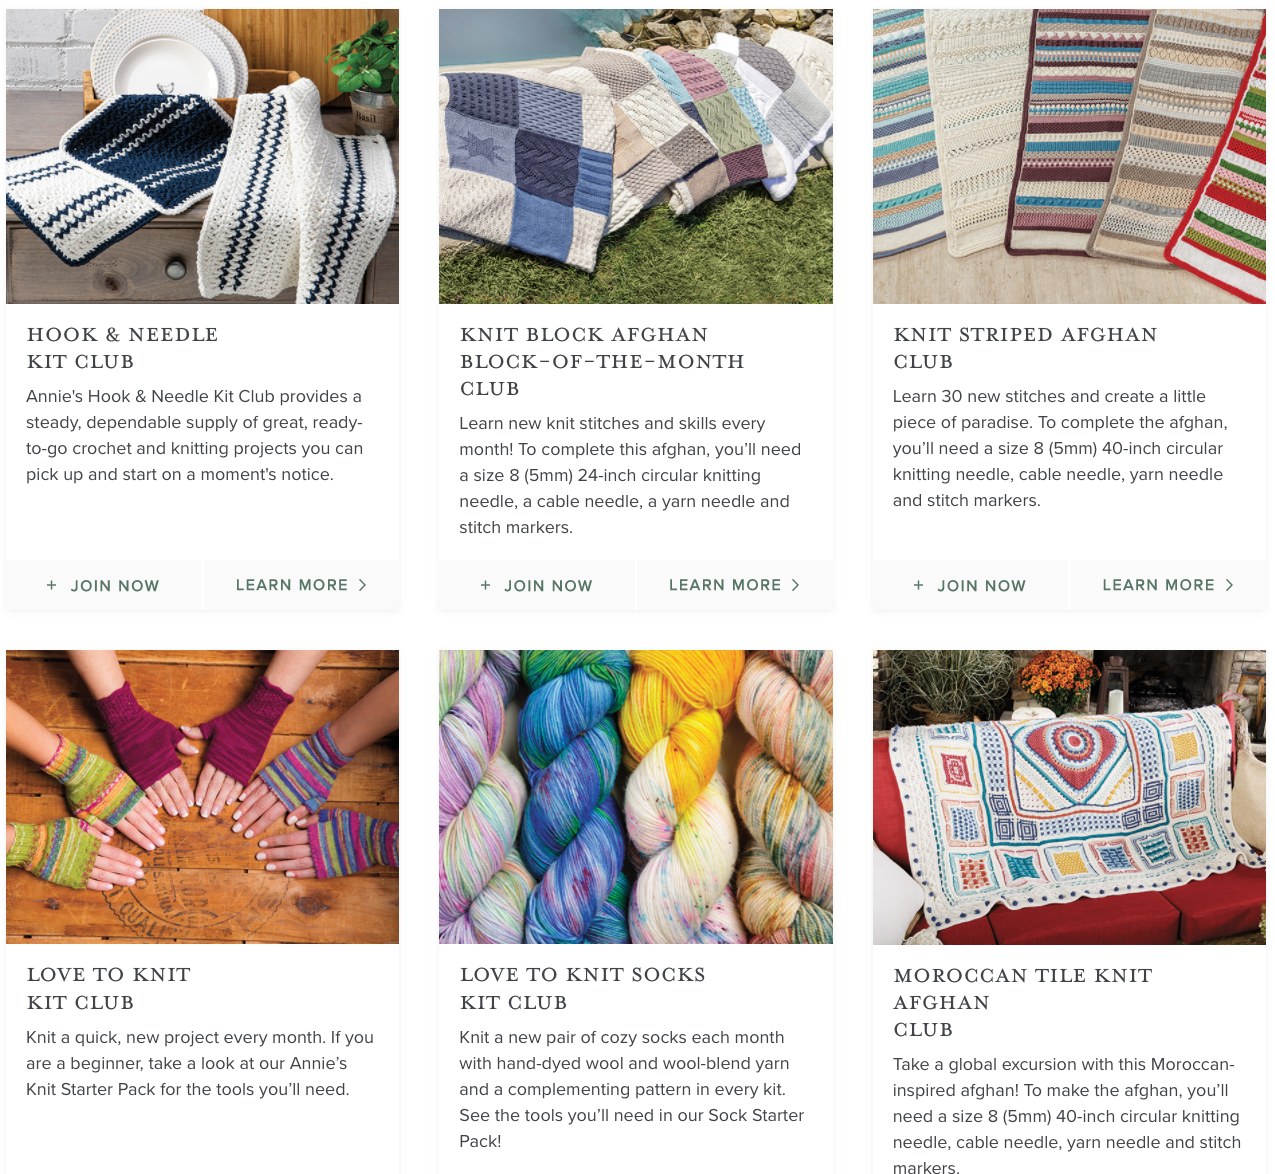 Basil
HOOK & NEEDLE
KIT CLUB
Annie's Hook & Needle Kit Club provides a
steady, dependable supply of great, ready-
to-go crochet and knitting projects you can
pick up and start on a moment's notice.
+ JOIN NOW
LEARN MORE >
KNIT BLOCK AFGHAN
BLOCK-OF-THE-MONTH
CLUB
Learn new knit stitches and skills every
month! To complete this afghan, you’ll need
a size 8 (5mm) 24-inch circular knitting
needle, a cable needle, a yarn needle and
stitch markers.
+ JOIN NOW
LEARN MORE >
KNIT STRIPED AFGHAN
CLUB
Learn 30 new stitches and create a little
piece of paradise. To complete the afghan,
you’ll need a size 8 (5mm) 40-inch circular
knitting needle, cable needle, yarn needle
and stitch markers.
+ JOIN NOW
LEARN MORE >
LOVE TO KNIT
KIT CLUB
Knit a quick, new project every month. If you
are a beginner, take a look at our Annie’s
Knit Starter Pack for the tools you’ll need.
LOVE TO KNIT SOCKS
KIT CLUB
Knit a new pair of cozy socks each month
with hand-dyed wool and wool-blend yarn
and a complementing pattern in every kit.
See the tools you’ll need in our Sock Starter
Pack!
MOROCCAN TILE KNIT
AFGHAN
CLUB
Take a global excursion with this Moroccan-
inspired afghan! To make the afghan, you’ll
need a size 8 (5mm) 40-inch circular knitting
needle, cable needle, yarn needle and stitch
markers.